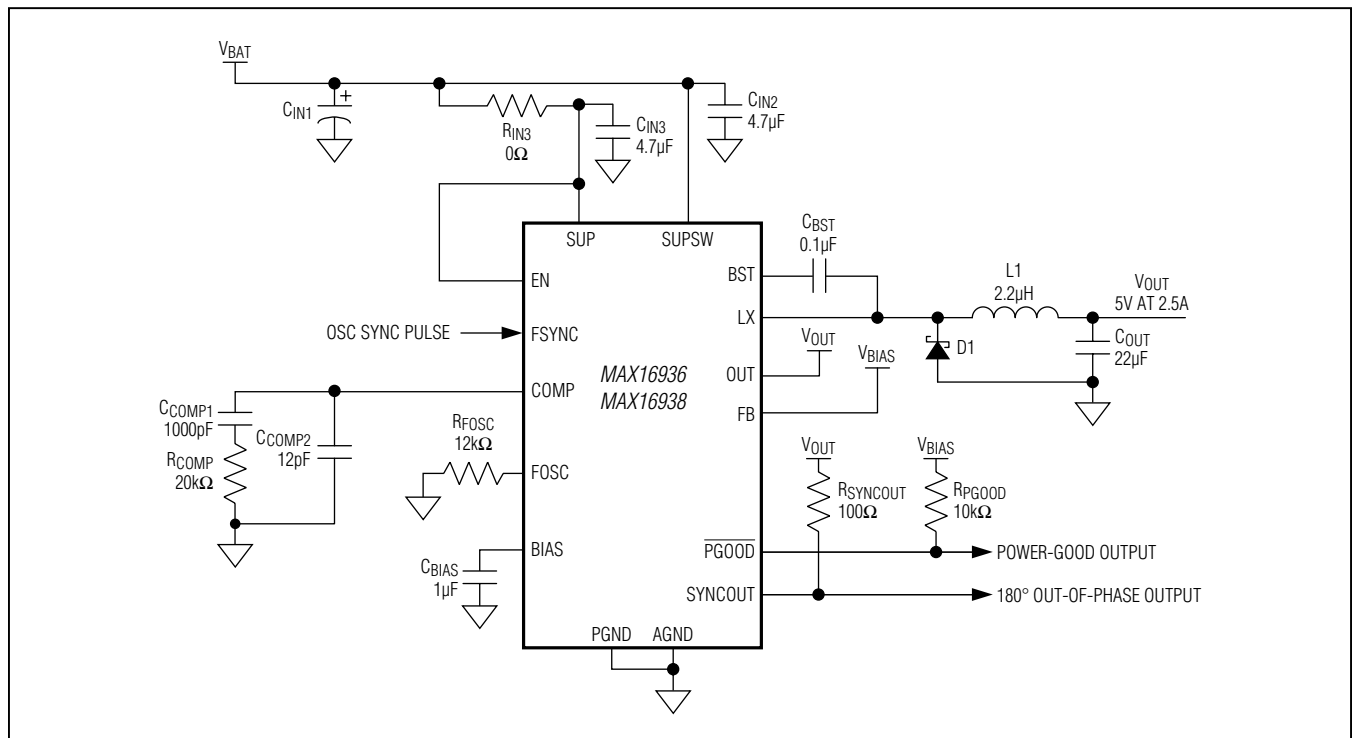 VBAT
CIN1
+
RIN3
0Ω
CIN3
4.7µF
CIN2
4.7µF
SUP
SUPSW
EN
OSC SYNC PULSE
FSYNC
COMP
CCOMP1
1000pF
RCOMP
20kΩ
CCOMP2
12pF
RFOSC
12kΩ
FOSC
BIAS
CBIAS
1µF
PGND
AGND
MAX16936
MAX16938
BST
CBST
0.1µF
LX
L1
2.2µH
VOUT
5V AT 2.5A
D1
COUT
22µF
OUT
VOUT
FB
VBIAS
VOUT
RSYNCOUT
100Ω
VBIAS
RPGOOD
10kΩ
PGOOD
POWER-GOOD OUTPUT
SYNCOUT
180° OUT-OF-PHASE OUTPUT